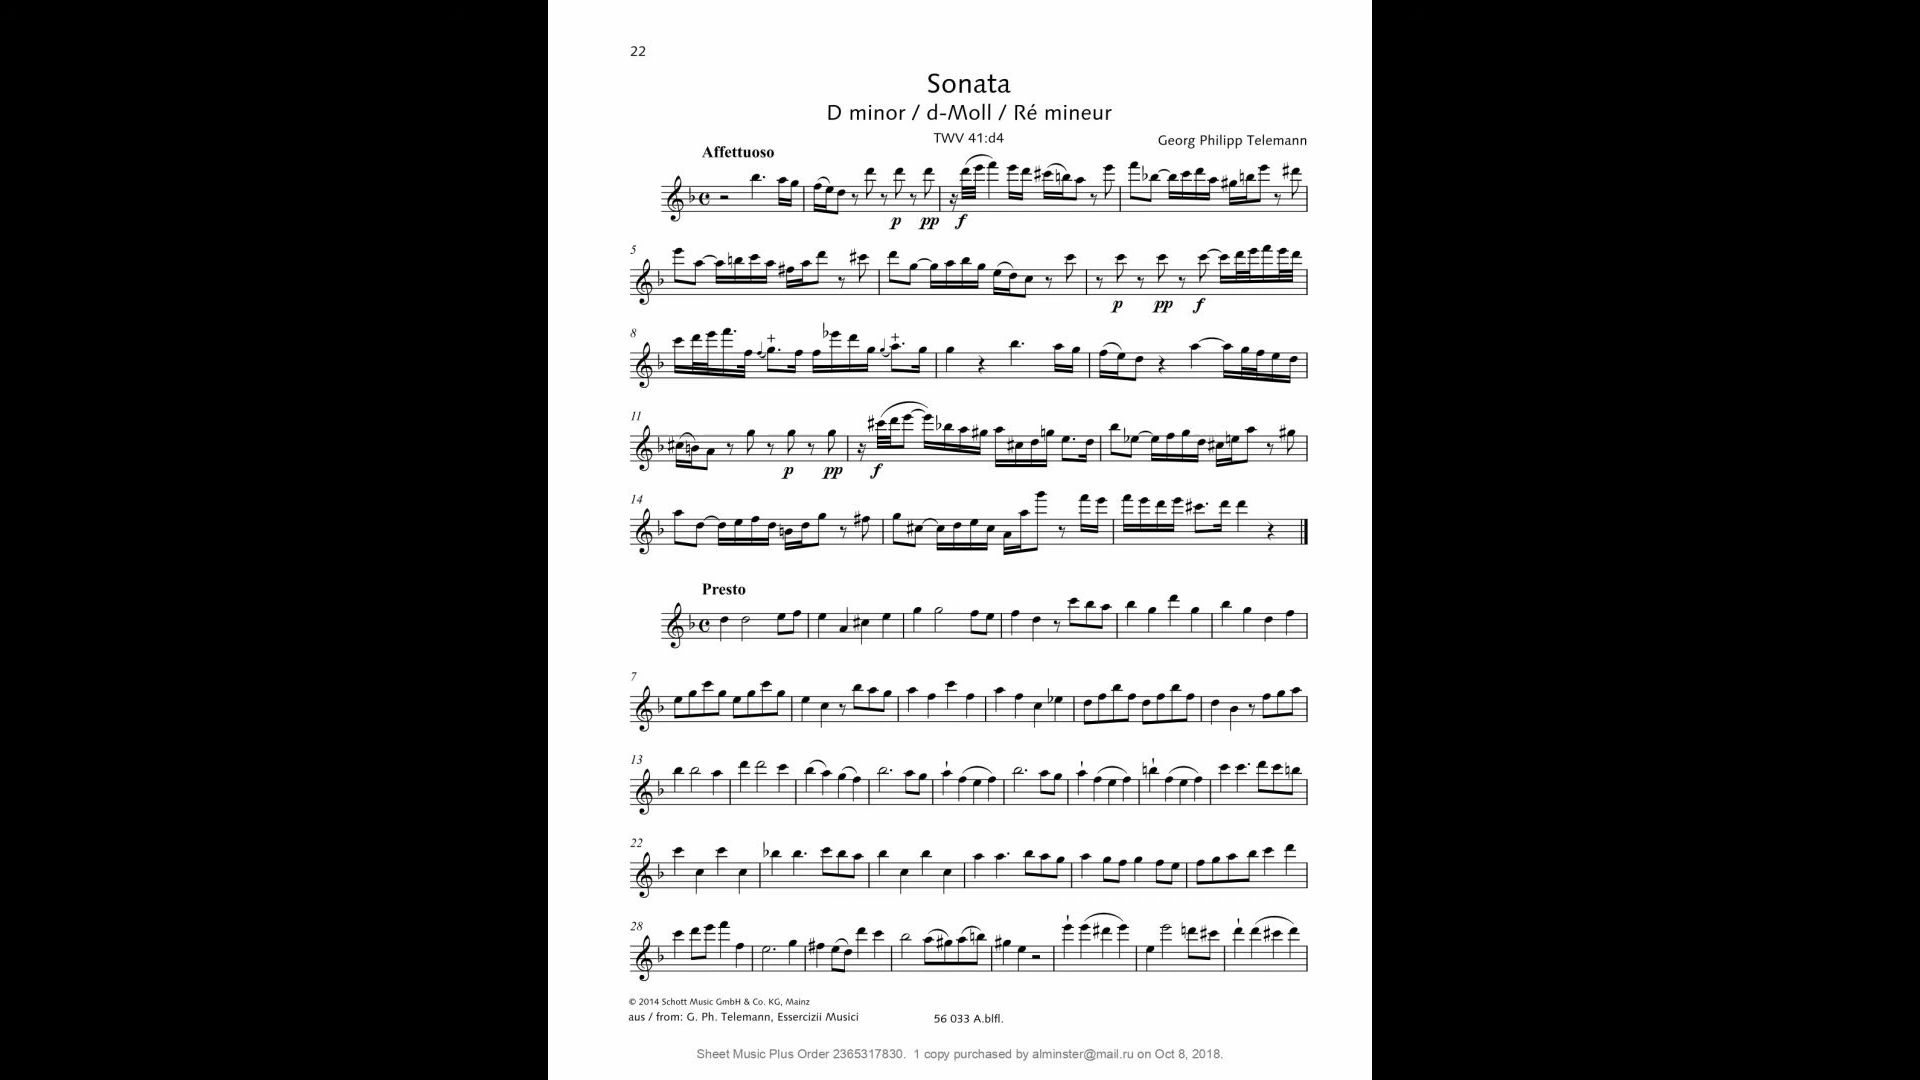 22
Sonata
D minor / d-Moll / Ré mineur
TWV 41:d4
Georg Philipp Telemann
Affettuoso
p pp f
5
p pp f
8
11
p pp f
14
Presto
7
13
22
28
© 2014 Schott Music GmbH & Co. KG, Mainz
aus / from: G. Ph. Telemann, Essercizii Musici
56 033 A.blfl.
Sheet Music Plus Order 2365317830. 1 copy purchased by alminster@mail.ru on Oct 8, 2018.